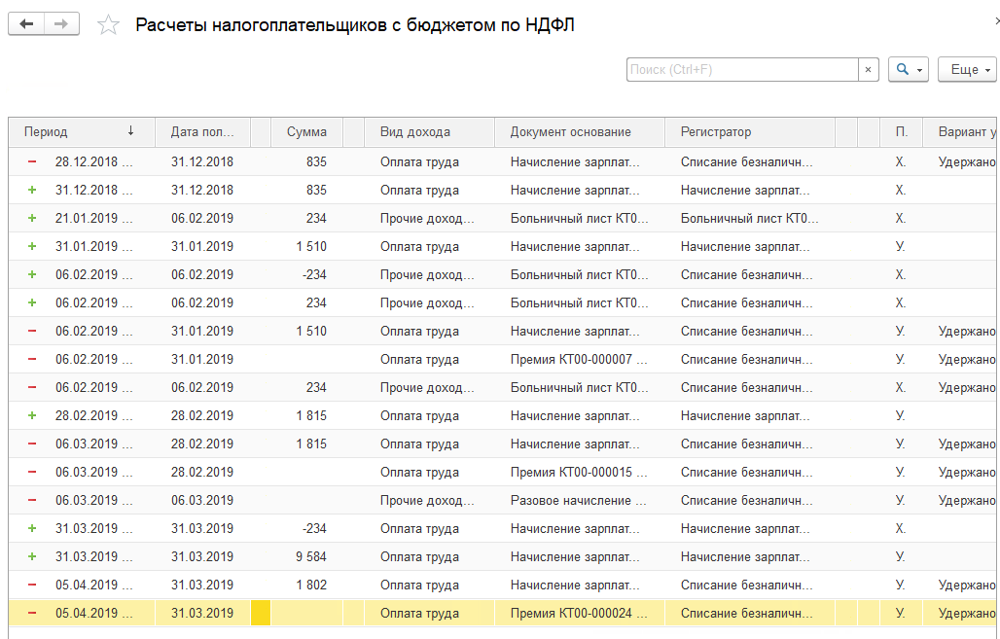 Расчеты налогоплательщиков с бюджетом по НДФЛ
Поиск (Ctrl+F) × Еще
Период ↓ Дата пол... Сумма Вид дохода Документ основание Регистратор П. Вариант у
− 28.12.2018 ... 31.12.2018 835 Оплата труда Начисление зарплат... Списание безналичн... Х. Удержано
+ 31.12.2018 ... 31.12.2018 835 Оплата труда Начисление зарплат... Начисление зарплат... Х.
+ 21.01.2019 ... 06.02.2019 234 Прочие доход... Больничный лист КТ0... Больничный лист КТ0... Х.
+ 31.01.2019 ... 31.01.2019 1 510 Оплата труда Начисление зарплат... Начисление зарплат... У.
+ 06.02.2019 ... 06.02.2019 -234 Прочие доход... Больничный лист КТ0... Списание безналичн... Х.
+ 06.02.2019 ... 06.02.2019 234 Прочие доход... Больничный лист КТ0... Списание безналичн... Х.
− 06.02.2019 ... 31.01.2019 1 510 Оплата труда Начисление зарплат... Списание безналичн... У. Удержано
− 06.02.2019 ... 31.01.2019 Оплата труда Премия КТ00-000007 ... Списание безналичн... У. Удержано
− 06.02.2019 ... 06.02.2019 234 Прочие доход... Больничный лист КТ0... Списание безналичн... Х. Удержано
+ 28.02.2019 ... 28.02.2019 1 815 Оплата труда Начисление зарплат... Начисление зарплат... У.
− 06.03.2019 ... 28.02.2019 1 815 Оплата труда Начисление зарплат... Списание безналичн... У. Удержано
− 06.03.2019 ... 28.02.2019 Оплата труда Премия КТ00-000015 ... Списание безналичн... У. Удержано
− 06.03.2019 ... 06.03.2019 Прочие доход... Разовое начисление ... Списание безналичн... У. Удержано
+ 31.03.2019 ... 31.03.2019 -234 Оплата труда Начисление зарплат... Начисление зарплат... Х.
+ 31.03.2019 ... 31.03.2019 9 584 Оплата труда Начисление зарплат... Начисление зарплат... У.
− 05.04.2019 ... 31.03.2019 1 802 Оплата труда Начисление зарплат... Списание безналичн... У. Удержано
− 05.04.2019 ... 31.03.2019 Оплата труда Премия КТ00-000024 ... Списание безналичн... У. Удержано